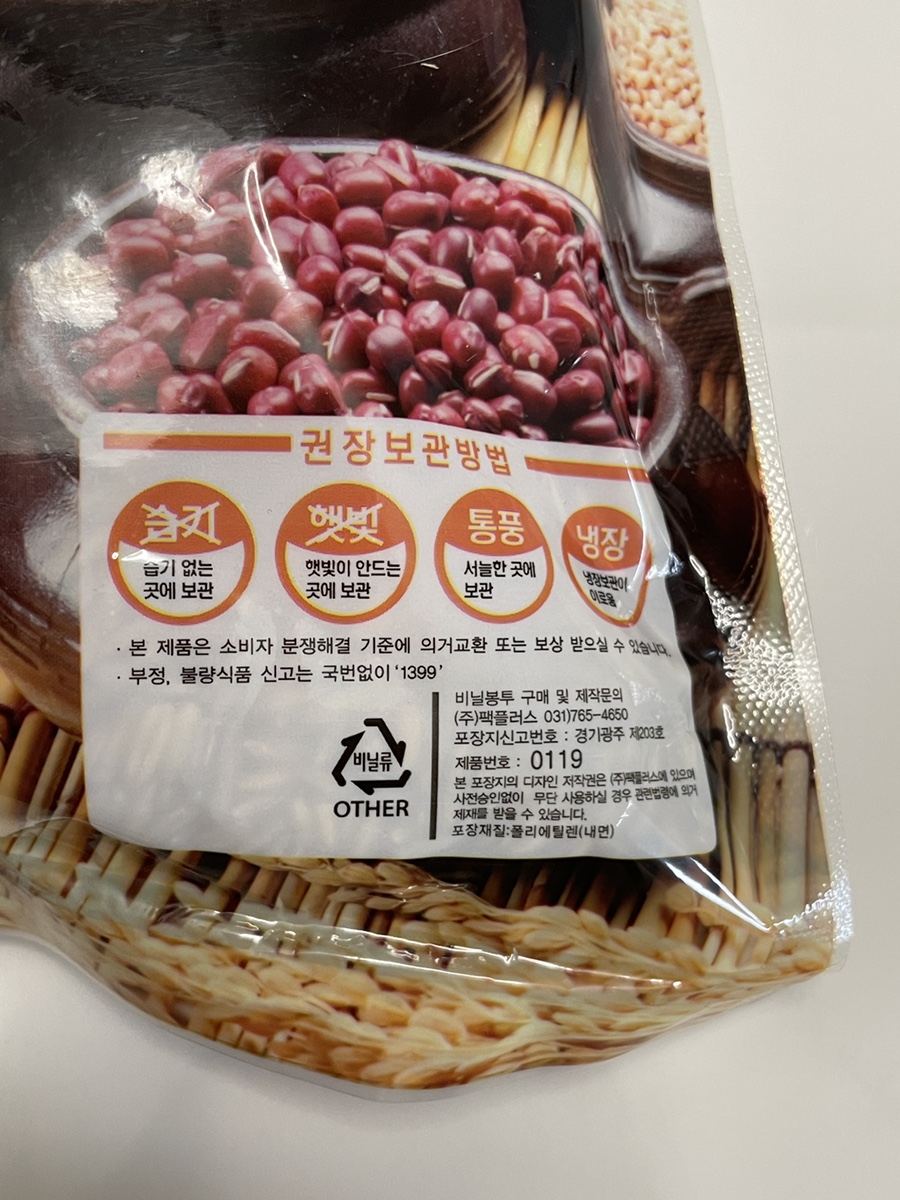 권장보관방법
습기
습기 없는
곳에 보관
햇빛
햇빛이 안드는
곳에 보관
통풍
서늘한 곳에
보관
냉장
냉장보관이
이로움
· 본 제품은 소비자 분쟁해결 기준에 의거교환 또는 보상 받으실 수 있습니다.
· 부정, 불량식품 신고는 국번없이 '1399'
비닐류
OTHER
비닐봉투 구매 및 제작문의
(주)팩플러스 031)765-4650
포장지신고번호 : 경기광주 제203호
제품번호 : 0119
본 포장지의 디자인 저작권은 (주)팩플러스에 있으며
사전승인없이 무단 사용하실 경우 관련법령에 의거
제재를 받을 수 있습니다.
포장재질:폴리에틸렌(내면)